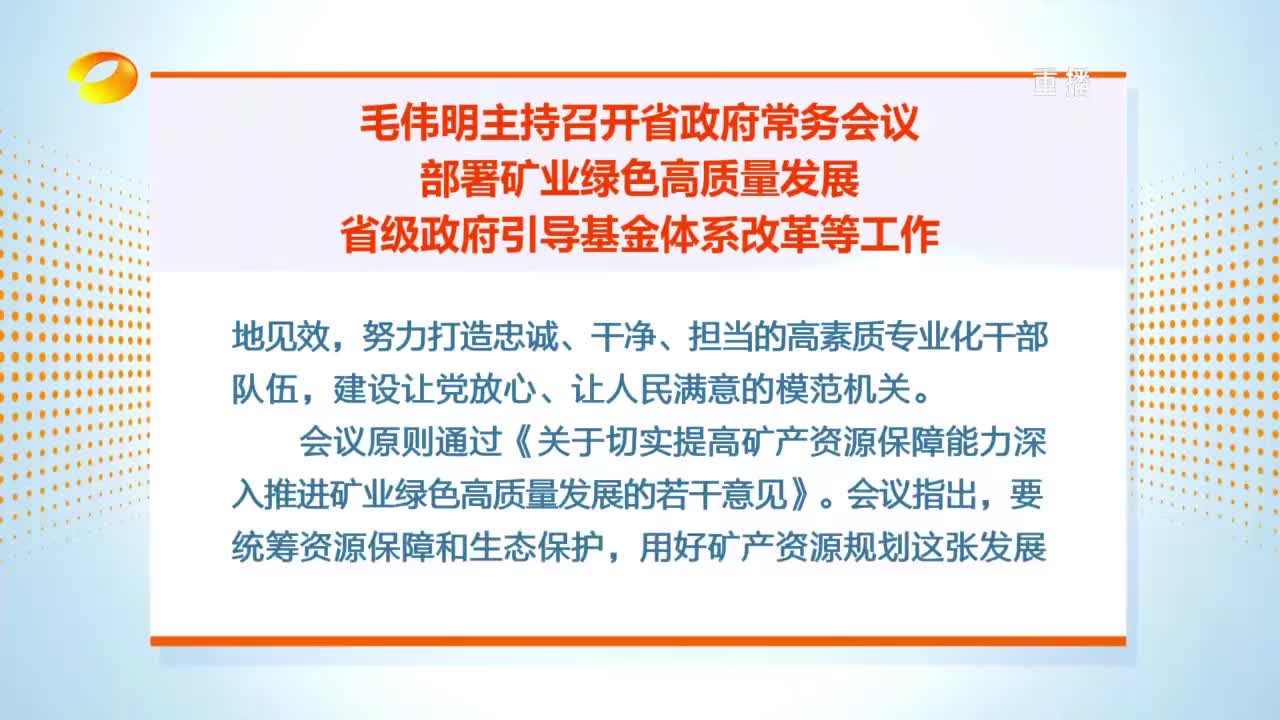 重播
毛伟明主持召开省政府常务会议
部署矿业绿色高质量发展
省级政府引导基金体系改革等工作
地见效，努力打造忠诚、干净、担当的高素质专业化干部
队伍，建设让党放心、让人民满意的模范机关。
会议原则通过《关于切实提高矿产资源保障能力深
入推进矿业绿色高质量发展的若干意见》。会议指出，要
统筹资源保障和生态保护，用好矿产资源规划这张发展